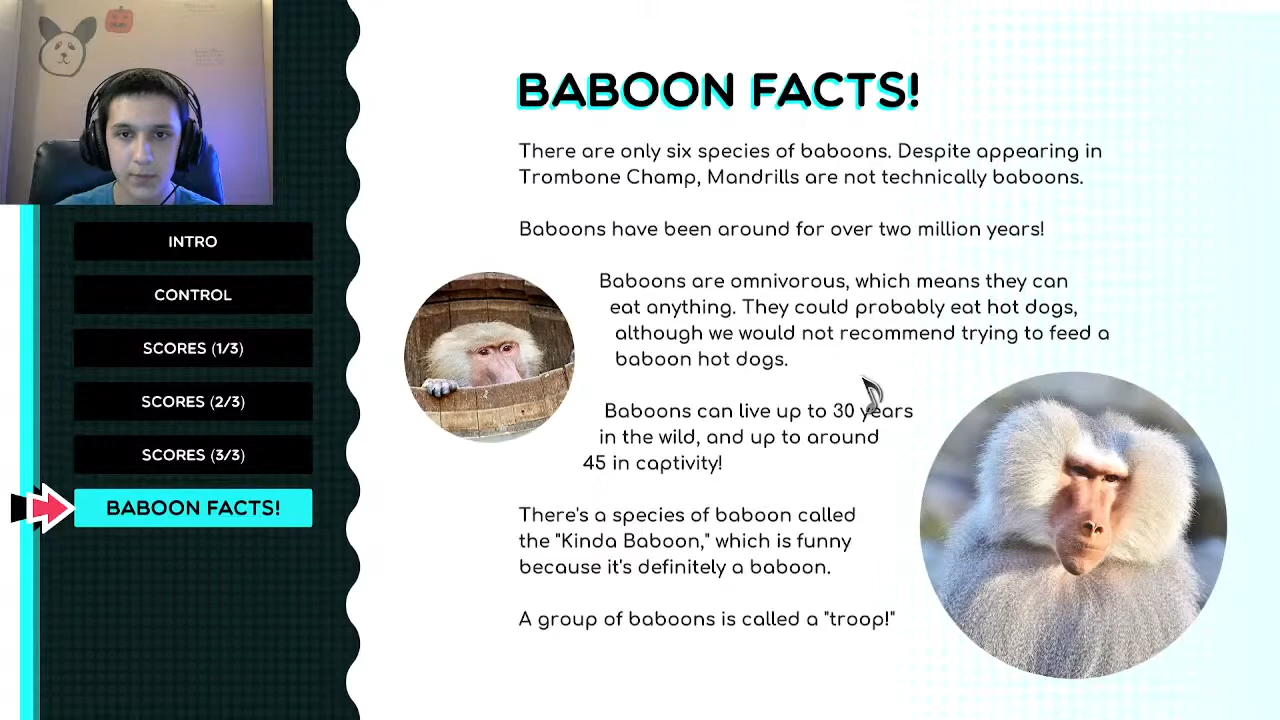 INTRO
CONTROL
SCORES (1/3)
SCORES (2/3)
SCORES (3/3)
BABOON FACTS!
BABOON FACTS!
There are only six species of baboons. Despite appearing in
Trombone Champ, Mandrills are not technically baboons.
Baboons have been around for over two million years!
Baboons are omnivorous, which means they can
eat anything. They could probably eat hot dogs,
although we would not recommend trying to feed a
baboon hot dogs.
Baboons can live up to 30 years
in the wild, and up to around
45 in captivity!
There's a species of baboon called
the "Kinda Baboon," which is funny
because it's definitely a baboon.
A group of baboons is called a "troop!"